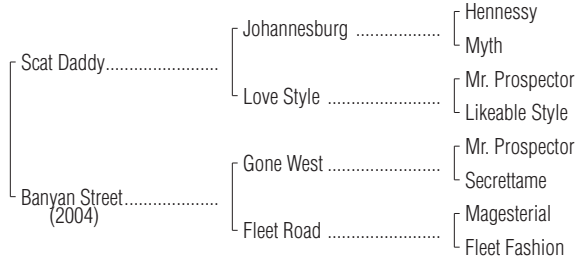 Hennessy
Johannesburg ....................
Myth
Scat Daddy.........................
Mr. Prospector
Love Style ...........................
Likeable Style
Mr. Prospector
Gone West ...........................
Secrettame
Banyan Street.....................
(2004)
Magesterial
Fleet Road ...........................
Fleet Fashion